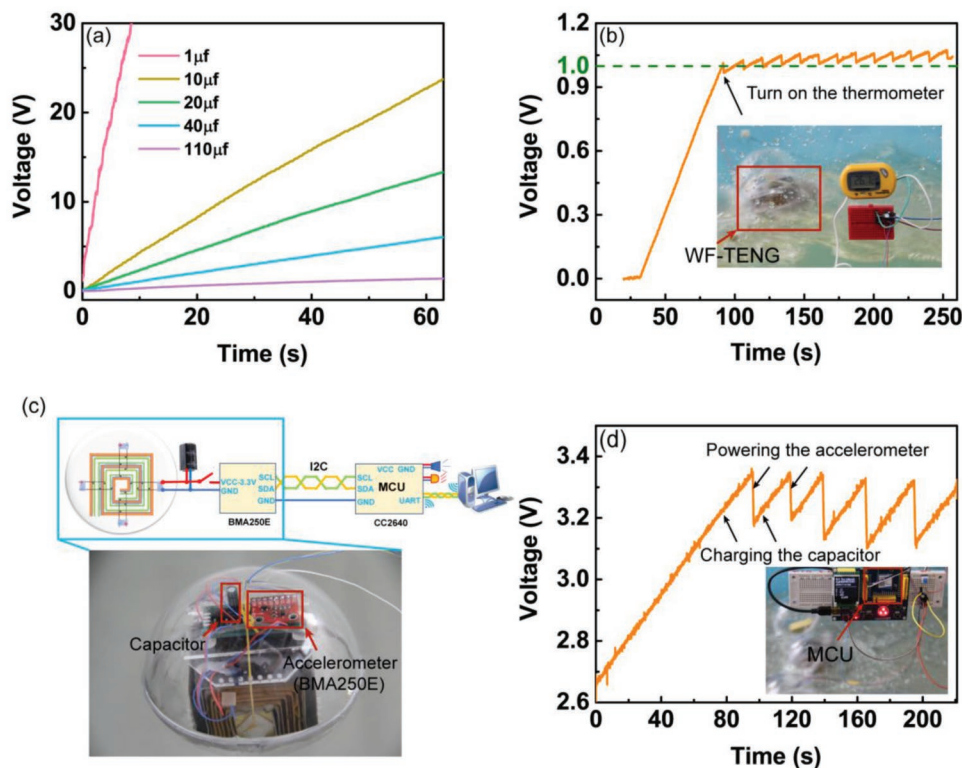 (a)
Voltage (V)
30
20
10
0
1μf
10μf
20μf
40μf
110μf
0 20 40 60
Time (s)
(b)
Voltage (V)
1.2
1.0
0.9
0.6
0.3
0.0
Turn on the thermometer
WF-TENG
0 50 100 150 200 250
Time (s)
(c)
VCC-3.3V
GND
SCL
SDA
GND
BMA250E
I2C
VCC GND
SCL
SDA
MCU
GND
UART
CC2640
Capacitor
Accelerometer
(BMA250E)
(d)
Voltage (V)
3.4
3.2
3.0
2.8
2.6
Powering the accelerometer
Charging the capacitor
MCU
0 40 80 120 160 200
Time (s)